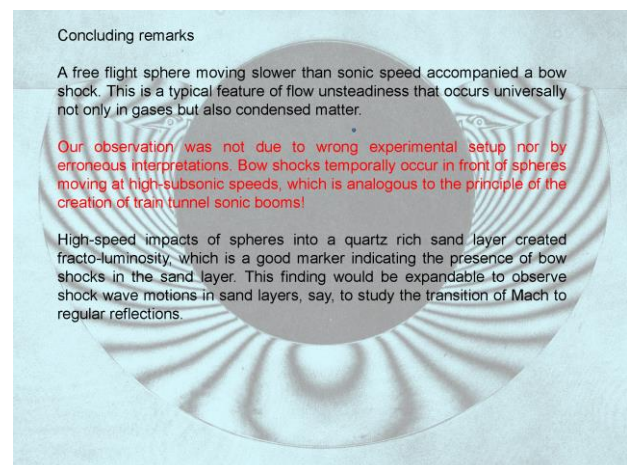 Concluding remarks
A free flight sphere moving slower than sonic speed accompanied a bow
shock. This is a typical feature of flow unsteadiness that occurs universally
not only in gases but also condensed matter.
Our observation was not due to wrong experimental setup nor by
erroneous interpretations. Bow shocks temporally occur in front of spheres
moving at high-subsonic speeds, which is analogous to the principle of the
creation of train tunnel sonic booms!
High-speed impacts of spheres into a quartz rich sand layer created
fracto-luminosity, which is a good marker indicating the presence of bow
shocks in the sand layer. This finding would be expandable to observe
shock wave motions in sand layers, say, to study the transition of Mach to
regular reflections.